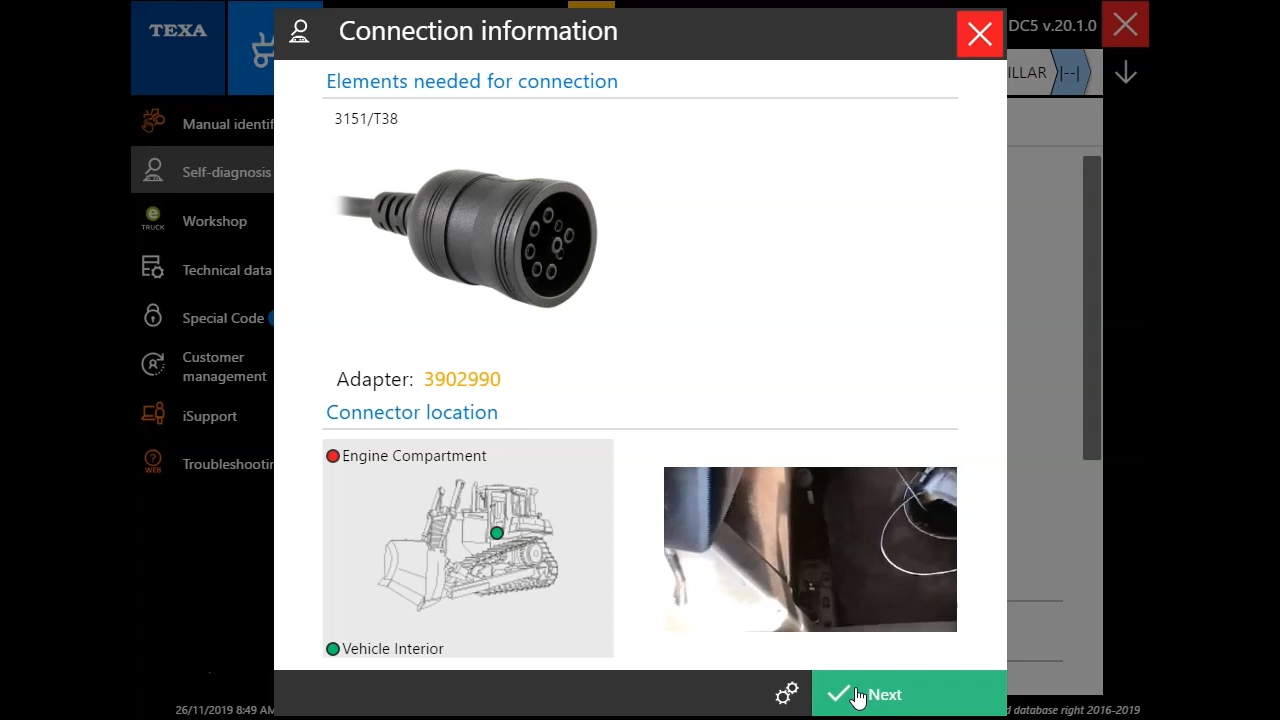 TEXA
Connection information
DC5 v.20.1.0
ILLAR |--|
Elements needed for connection
3151/T38
Manual identif
Self-diagnosis
TRUCK
Workshop
Technical data
Special Code
Customer
management
iSupport
WEB
Troubleshootin
Adapter: 3902990
Connector location
Engine Compartment
Vehicle Interior
Next
26/11/2019 8:49 AM
d database right 2016-2019